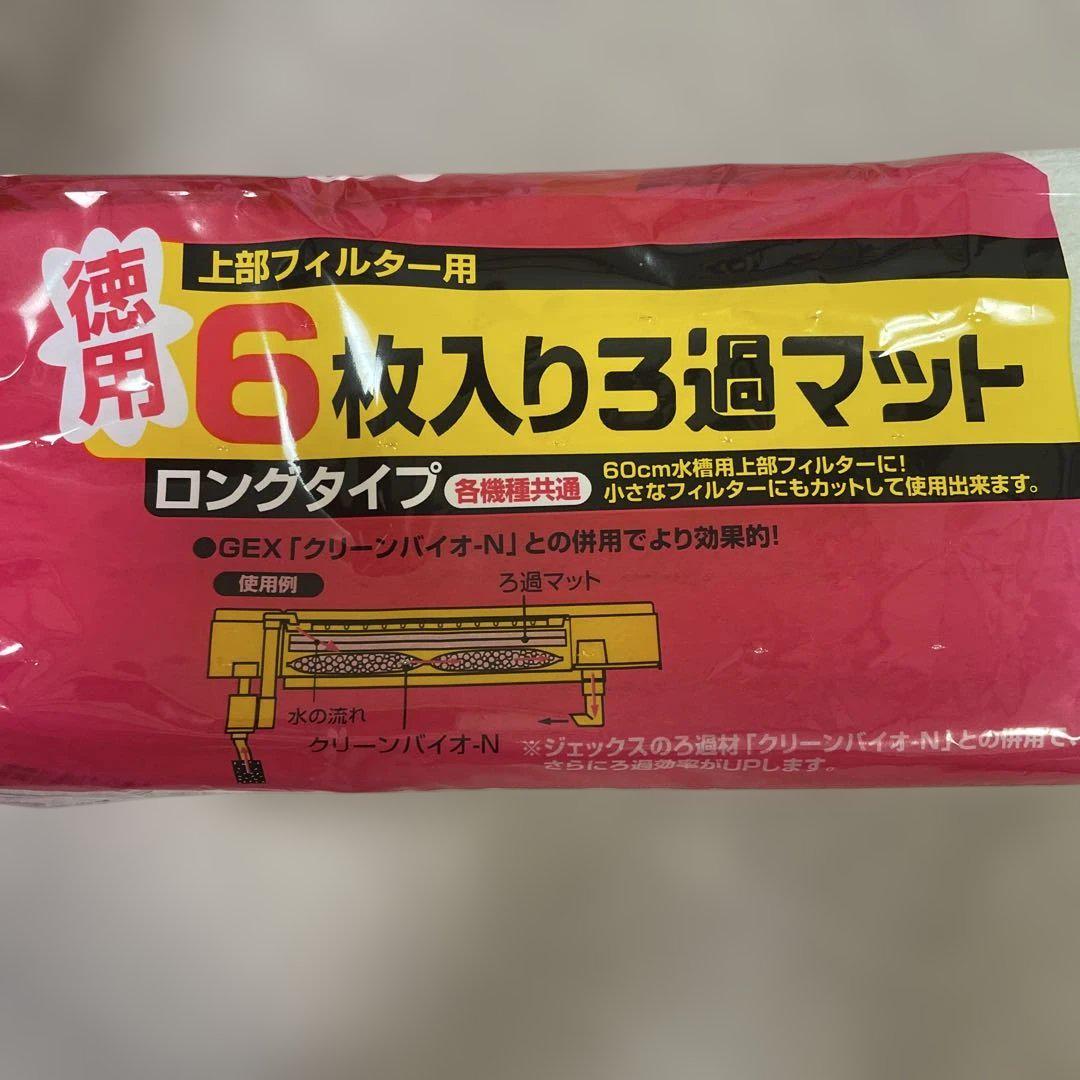 徳用
上部フィルター用
6枚入りろ過マット
ロングタイプ
各機種共通
60cm水槽用上部フィルターに!
小さなフィルターにもカットして使用出来ます。
●GEX「クリーンバイオ-N」との併用でより効果的!
使用例
ろ過マット
水の流れ
クリーンバイオ-N
※ジェックスのろ過材「クリーンバイオ-N」との併用で、
さらにろ過効率がUPします。